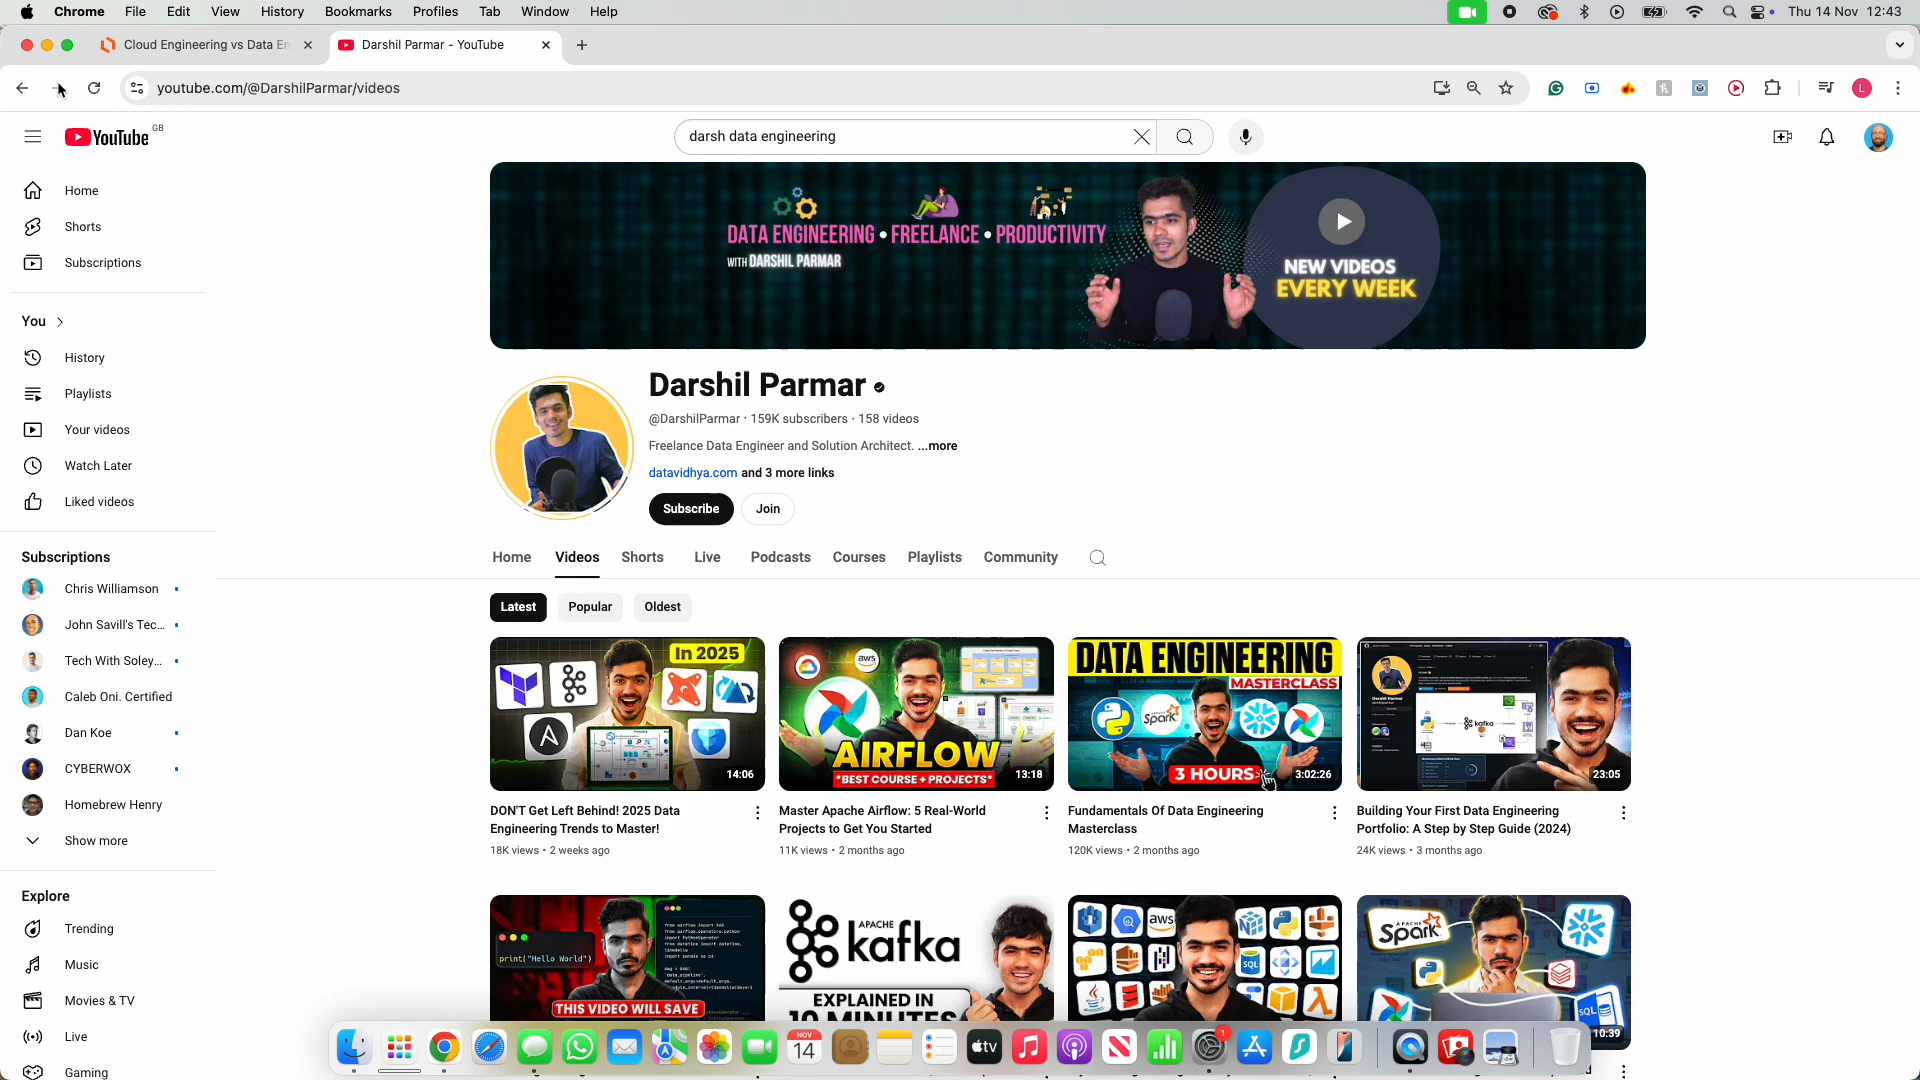 Chrome File Edit View History Bookmarks Profiles Tab Window Help
Thu 14 Nov 12:43
Cloud Engineering vs Data En
Darshil Parmar - YouTube
youtube.com/@DarshilParmar/videos
L
YouTube GB
darsh data engineering
Home
Shorts
Subscriptions
You
History
Playlists
Your videos
Watch Later
Liked videos
Subscriptions
Chris Williamson
John Savill's Tec...
Tech With Soley...
Caleb Oni. Certified
Dan Koe
CYBERWOX
Homebrew Henry
Show more
Explore
Trending
Music
Movies & TV
Live
Gaming
DATA ENGINEERING • FREELANCE • PRODUCTIVITY
WITH DARSHIL PARMAR
NEW VIDEOS
EVERY WEEK
Darshil Parmar
@DarshilParmar · 159K subscribers · 158 videos
Freelance Data Engineer and Solution Architect. ...more
datavidhya.com and 3 more links
Subscribe Join
Home Videos Shorts Live Podcasts Courses Playlists Community
Latest Popular Oldest
In 2025
14:06
DON'T Get Left Behind! 2025 Data
Engineering Trends to Master!
18K views • 2 weeks ago
aws
AIRFLOW
*BEST COURSE + PROJECTS*
13:18
Master Apache Airflow: 5 Real-World
Projects to Get You Started
11K views • 2 months ago
DATA ENGINEERING
MASTERCLASS
Spark
3 HOURS
3:02:26
Fundamentals Of Data Engineering
Masterclass
120K views • 2 months ago
kafka
23:05
Building Your First Data Engineering
Portfolio: A Step by Step Guide (2024)
24K views • 3 months ago
print("Hello World")
THIS VIDEO WILL SAVE
APACHE
kafka
EXPLAINED IN
10 MINUTES
aws
SQL
APACHE
Spark
SQL
10:39
NOV
14
tv
1